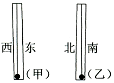 西 东 北 南
(甲) (乙)